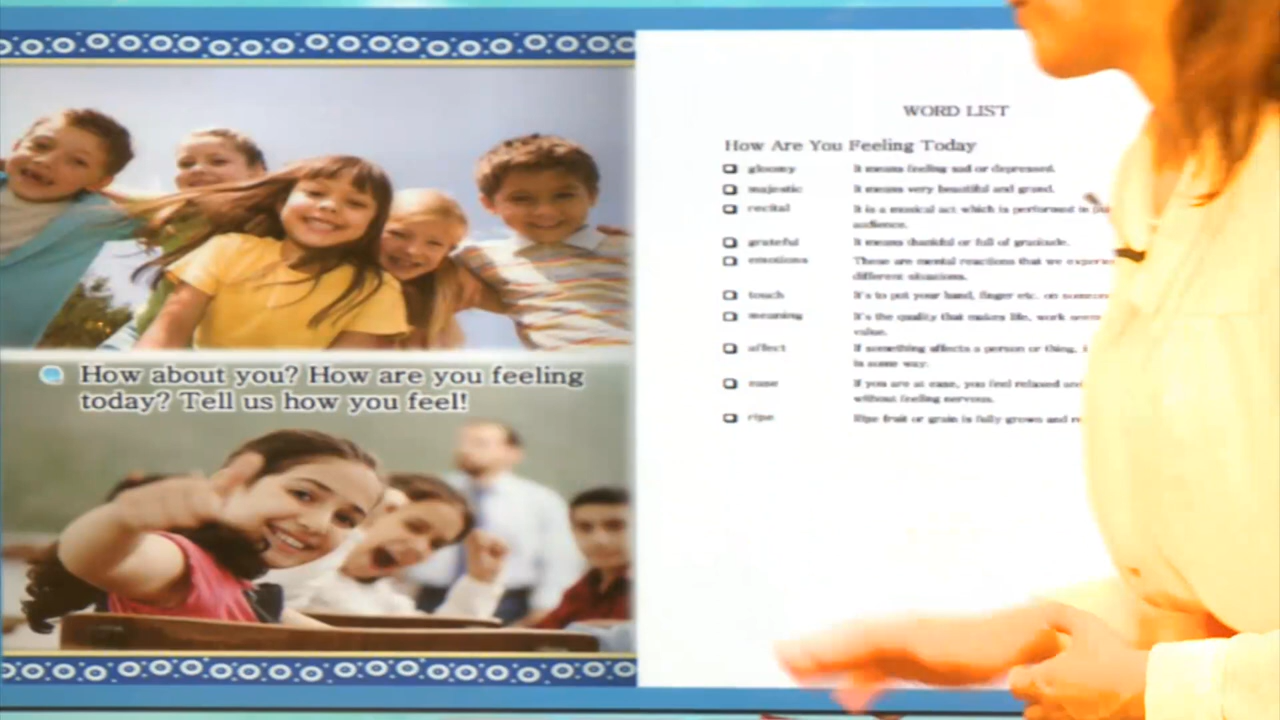 How about you? How are you feeling
today? Tell us how you feel!
WORD LIST
How Are You Feeling Today
gloomy It means feeling sad or depressed.
majestic It means very beautiful and grand.
recital It is a musical act which is performed in
audience.
grateful It means thankful or full of gratitude.
emotions These are mental reactions that we
different situations.
touch It's to put your hand, finger etc. on
meaning It's the quality that makes life, work
value.
affect If something affects a person or thing,
in some way.
ease If you are at ease, you feel relaxed
without feeling nervous.
ripe Ripe fruit or grain is fully grown and